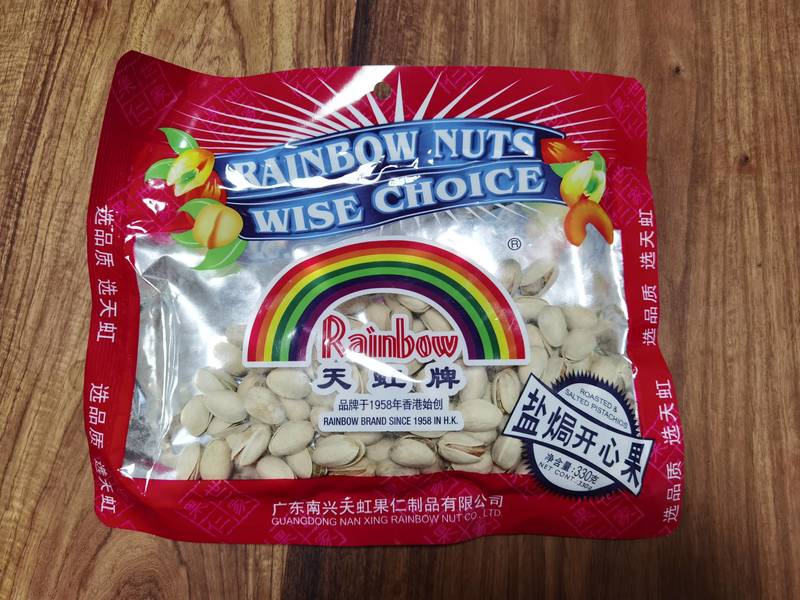 RAINBOW NUTS
WISE CHOICE
®
Rainbow
天虹牌
品牌于1958年香港始创
RAINBOW BRAND SINCE 1958 IN H.K.
ROASTED &
SALTED PISTACHIOS
盐焗开心果
净含量:330克
NET CONT.:330g
广东南兴天虹果仁制品有限公司
GUANGDONG NAN XING RAINBOW NUT CO., LTD
选品质 选天虹
选品质 选天虹
选品质 选天虹
选品质 选天虹